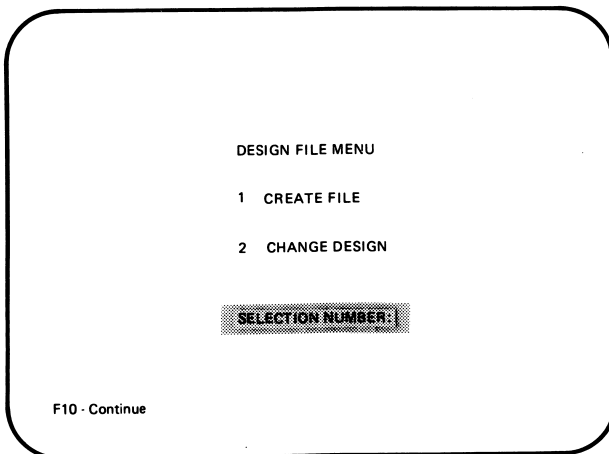 DESIGN FILE MENU
1 CREATE FILE
2 CHANGE DESIGN
SELECTION NUMBER:
F10 - Continue